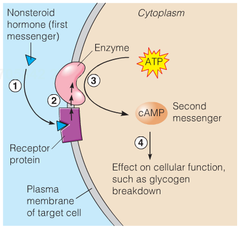 Nonsteroid
hormone (first
messenger)
Cytoplasm
Enzyme
ATP
1
2
3
cAMP
Second
messenger
4
Receptor
protein
Effect on cellular function,
such as glycogen
breakdown
Plasma
membrane
of target cell